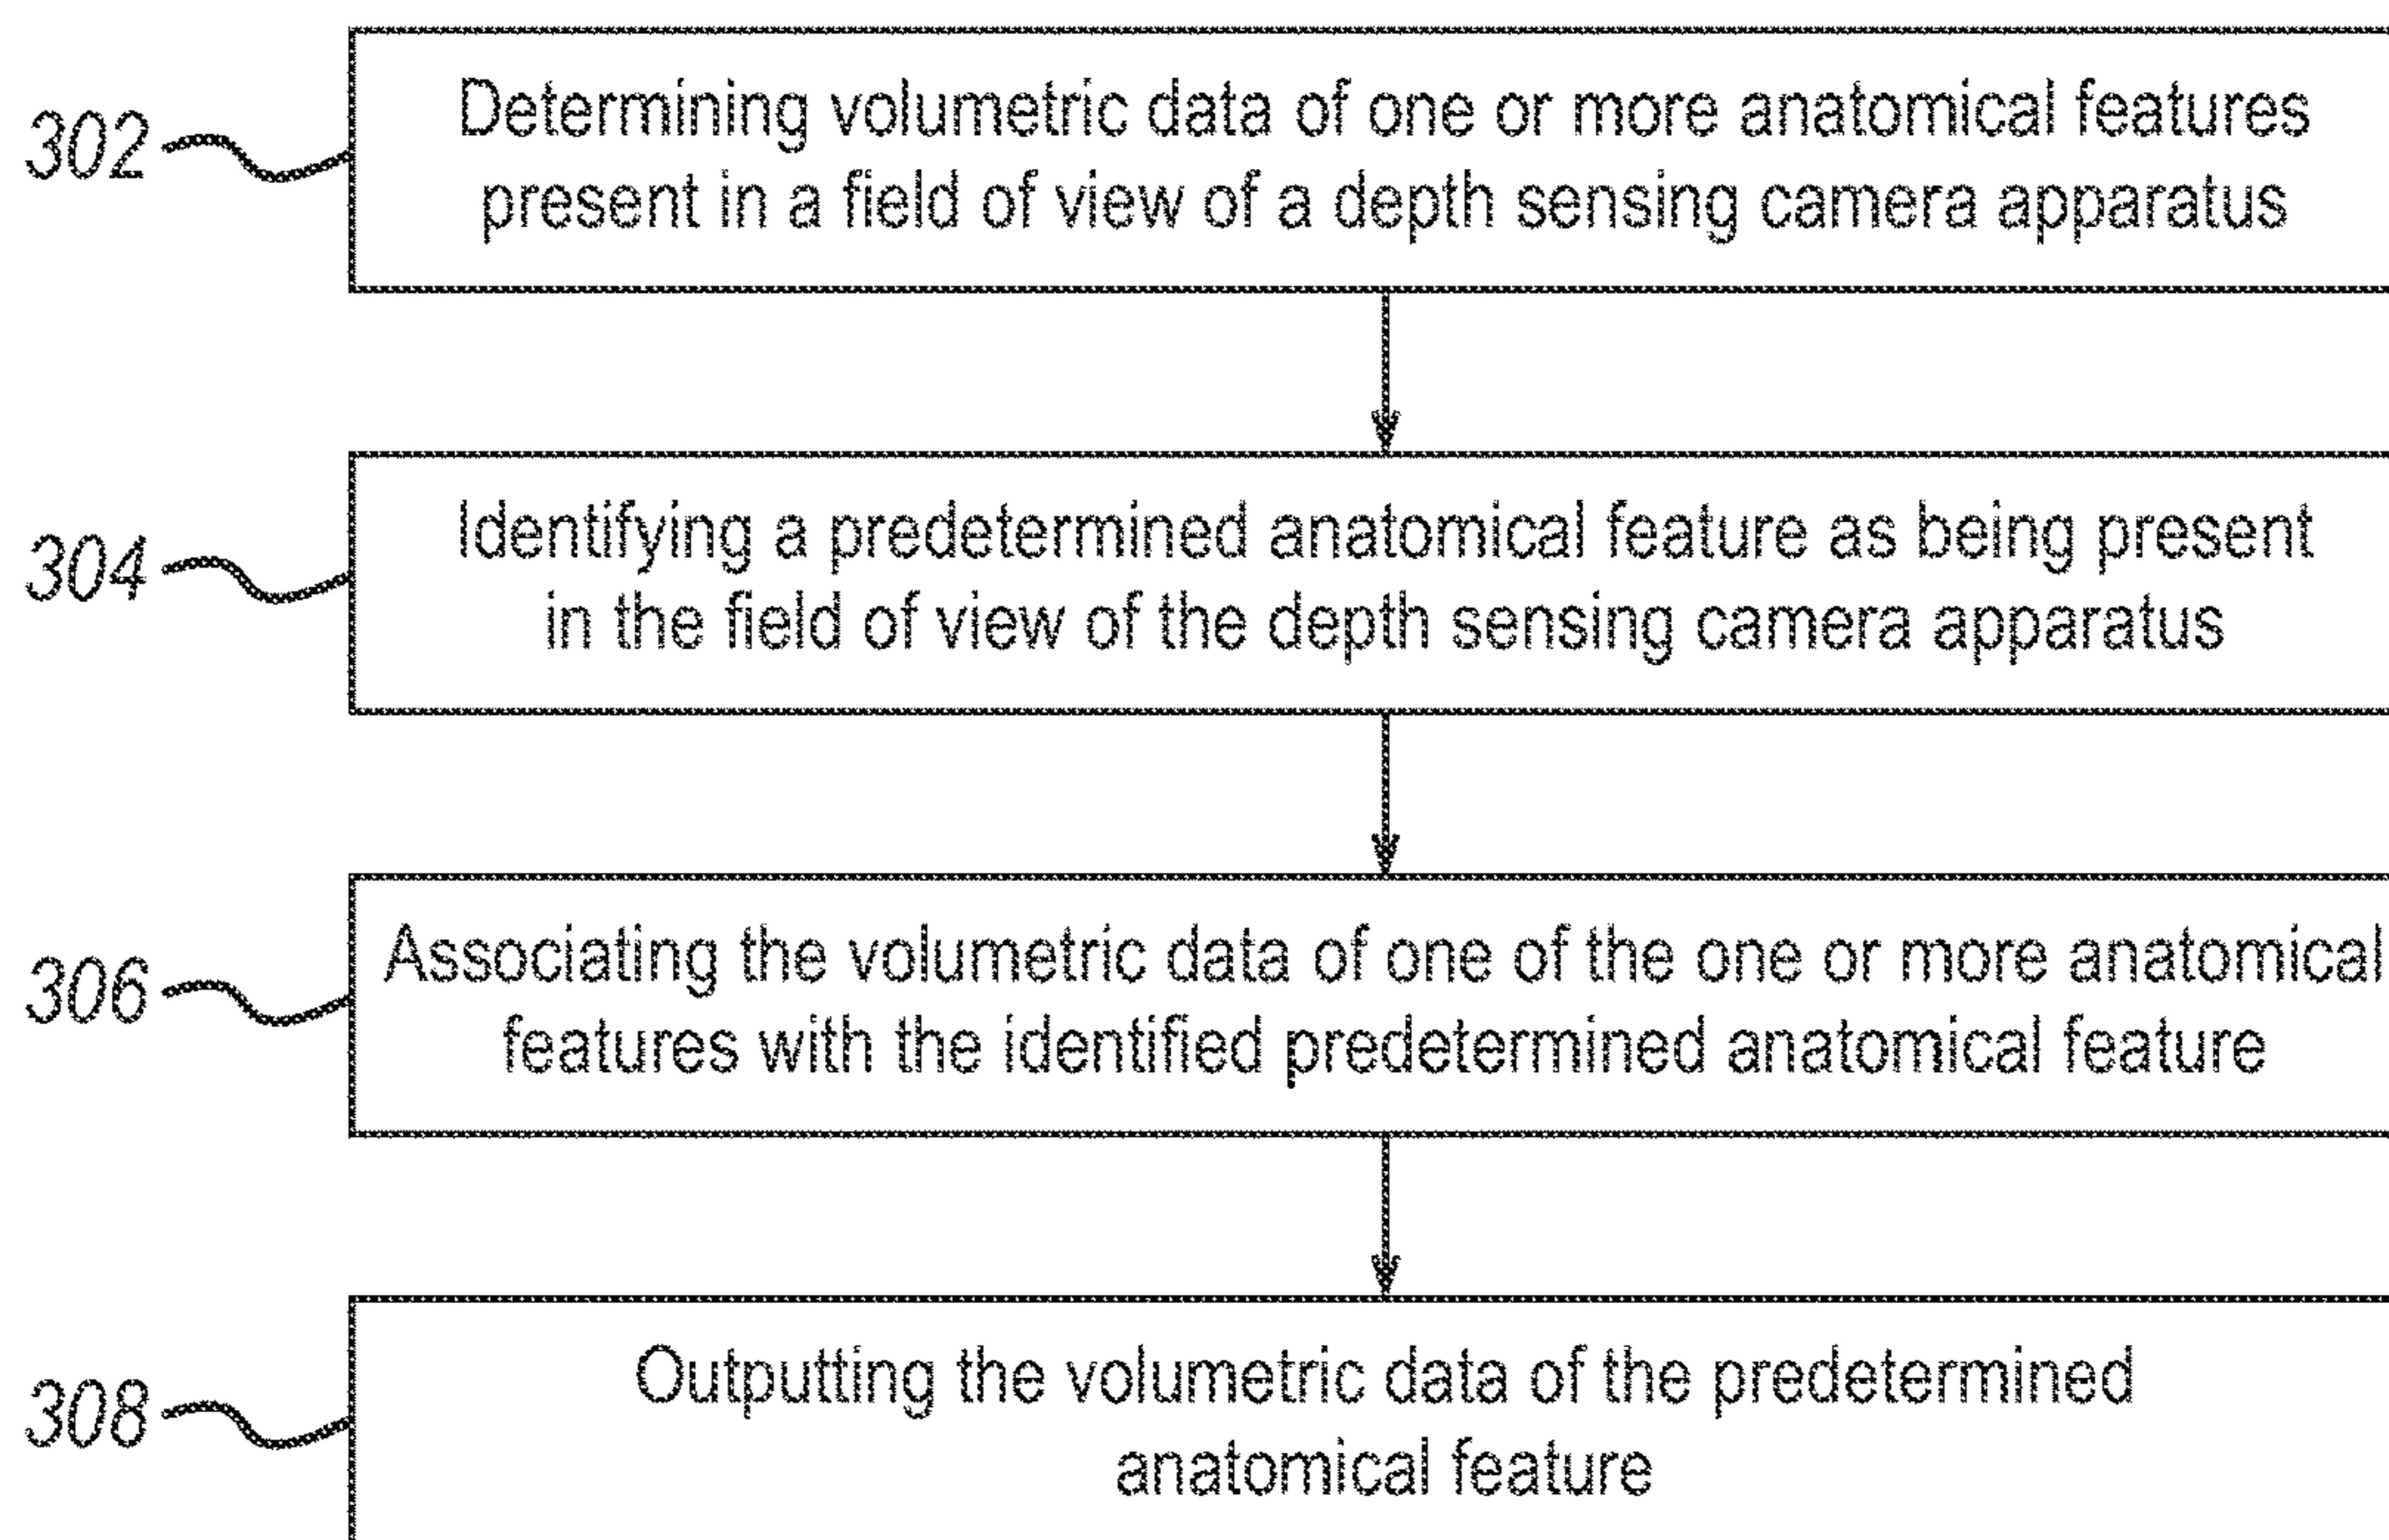 302
Determining volumetric data of one or more anatomical features
present in a field of view of a depth sensing camera apparatus
304
Identifying a predetermined anatomical feature as being present
in the field of view of the depth sensing camera apparatus
306
Associating the volumetric data of one of the one or more anatomical
features with the identified predetermined anatomical feature
308
Outputting the volumetric data of the predetermined
anatomical feature